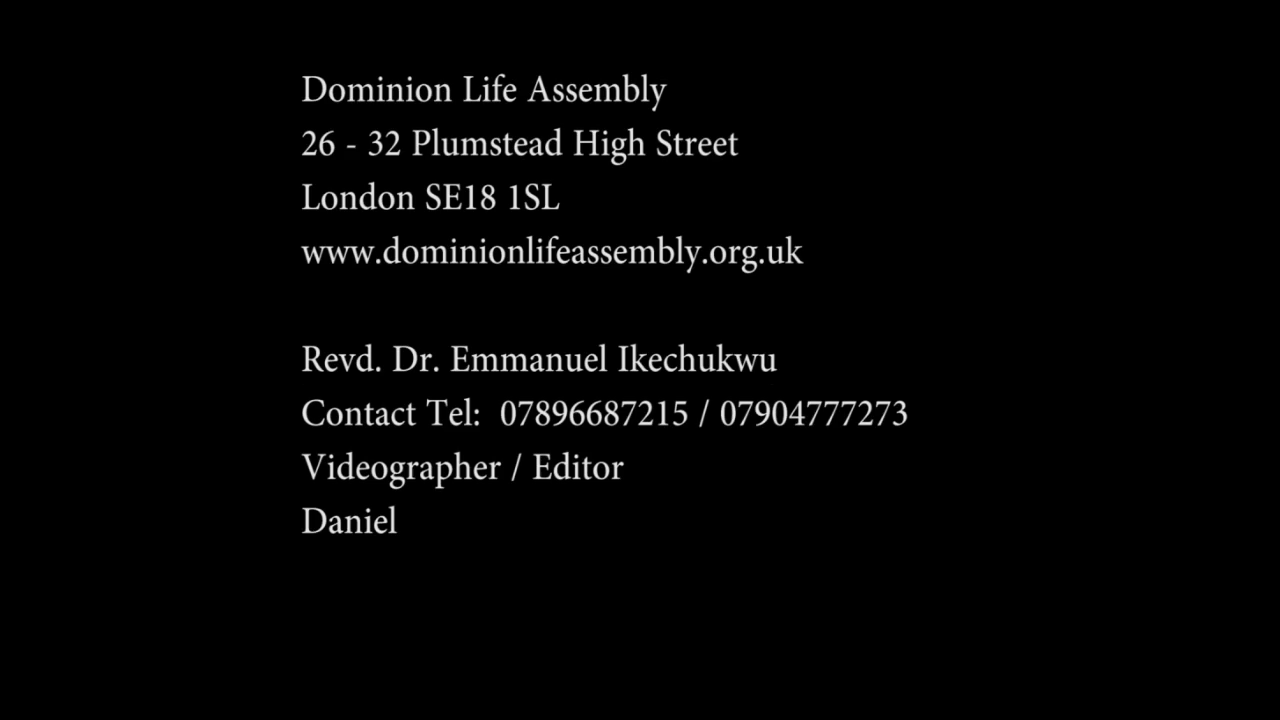 Dominion Life Assembly
26 - 32 Plumstead High Street
London SE18 1SL
www.dominionlifeassembly.org.uk
Revd. Dr. Emmanuel Ikechukwu
Contact Tel:  07896687215 / 07904777273
Videographer / Editor
Daniel